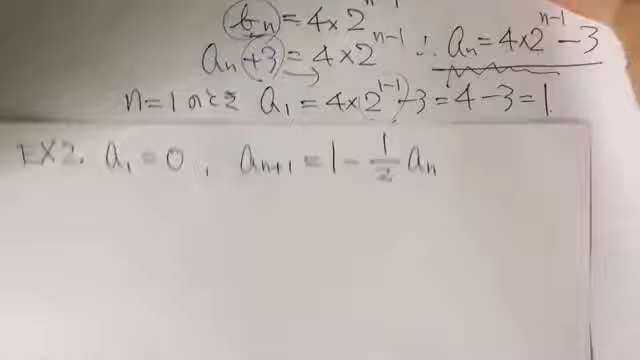 bn = 4×2^{n-1}
an+3 = 4×2^{n-1} ∴ an = 4×2^{n-1} - 3
n=1のとき a1 = 4×2^{1-1} - 3 = 4-3 = 1
EX2. a1 = 0, an+1 = 1 - 1/2 an